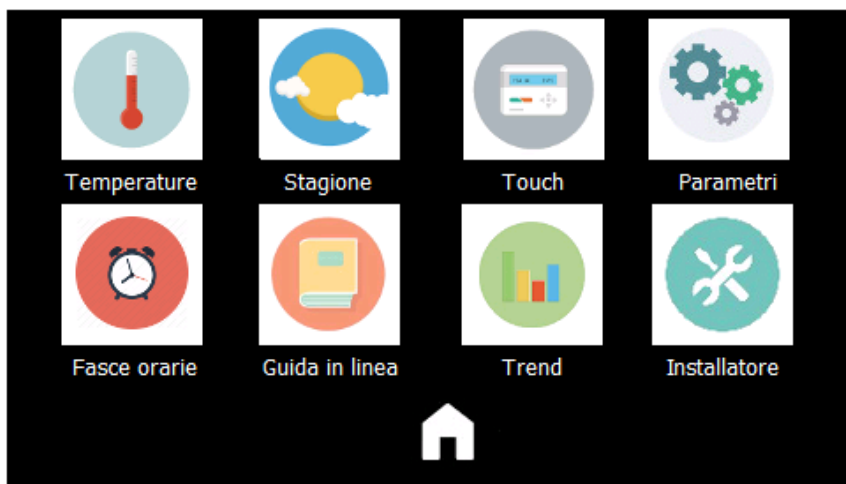 Temperature
Stagione
Touch
Parametri
Fasce orarie
Guida in linea
Trend
Installatore